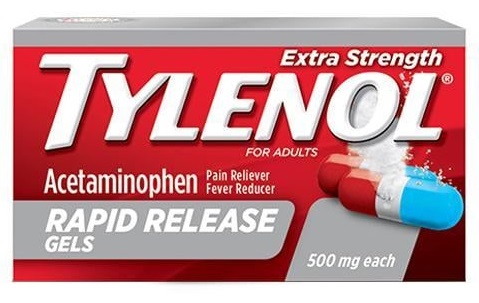 Extra Strength
TYLENOL®
FOR ADULTS
Acetaminophen Pain Reliever
Fever Reducer
RAPID RELEASE
GELS
500 mg each